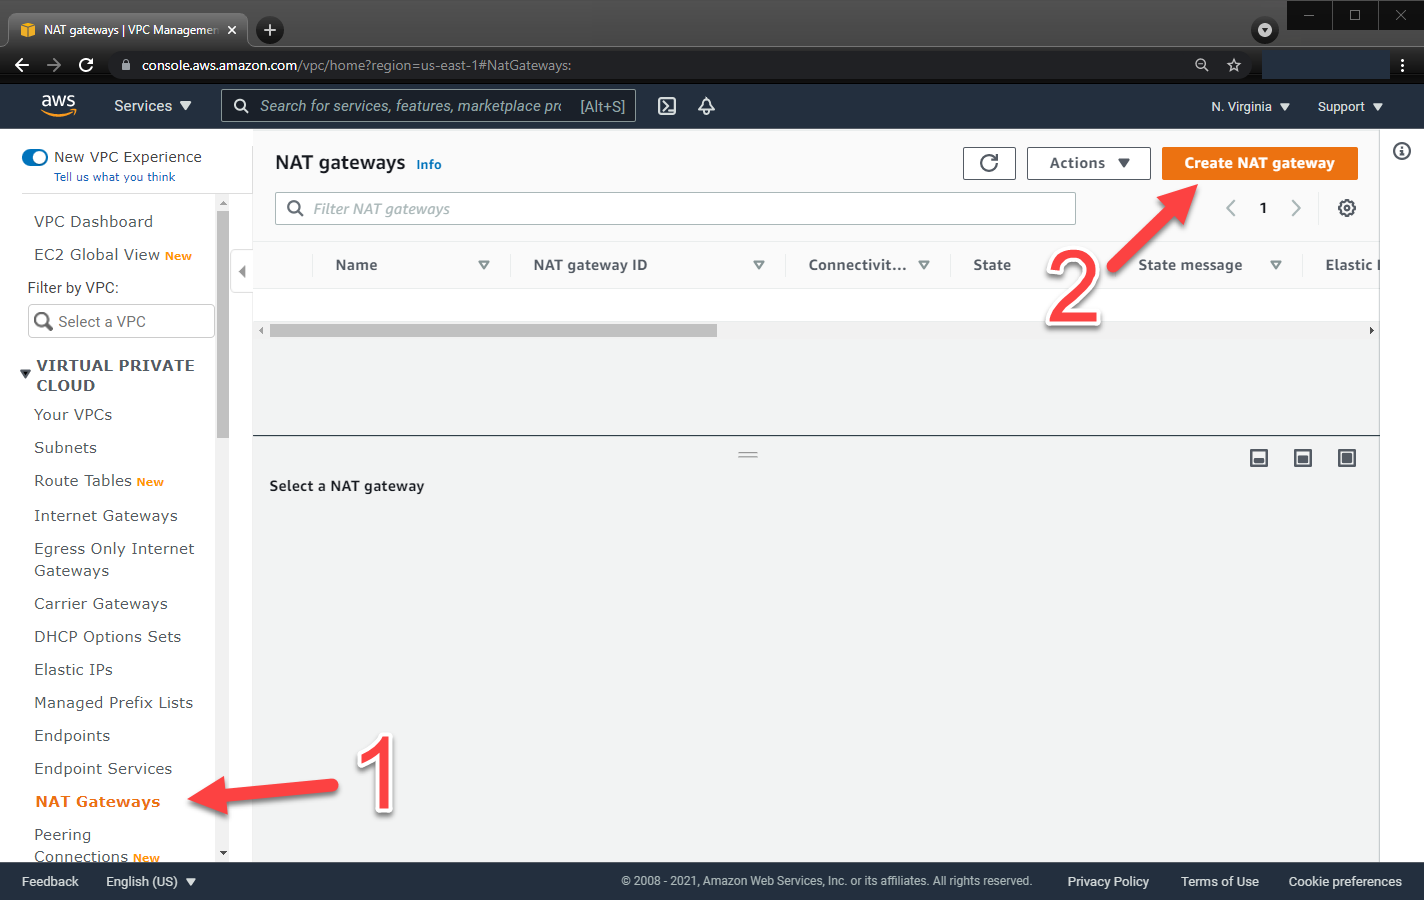 NAT gateways | VPC Managemen
console.aws.amazon.com/vpc/home?region=us-east-1#NatGateways:
aws
Services
Search for services, features, marketplace pr
[Alt+S]
N. Virginia
Support
New VPC Experience
Tell us what you think
VPC Dashboard
EC2 Global View New
Filter by VPC:
Select a VPC
VIRTUAL PRIVATE
CLOUD
Your VPCs
Subnets
Route Tables New
Internet Gateways
Egress Only Internet
Gateways
Carrier Gateways
DHCP Options Sets
Elastic IPs
Managed Prefix Lists
Endpoints
Endpoint Services
NAT Gateways
Peering
Connections New
1
NAT gateways Info
Actions
Create NAT gateway
Filter NAT gateways
1
2
Name
NAT gateway ID
Connectivit...
State
State message
Elastic I
Select a NAT gateway
Feedback
English (US)
© 2008 - 2021, Amazon Web Services, Inc. or its affiliates. All rights reserved.
Privacy Policy
Terms of Use
Cookie preferences